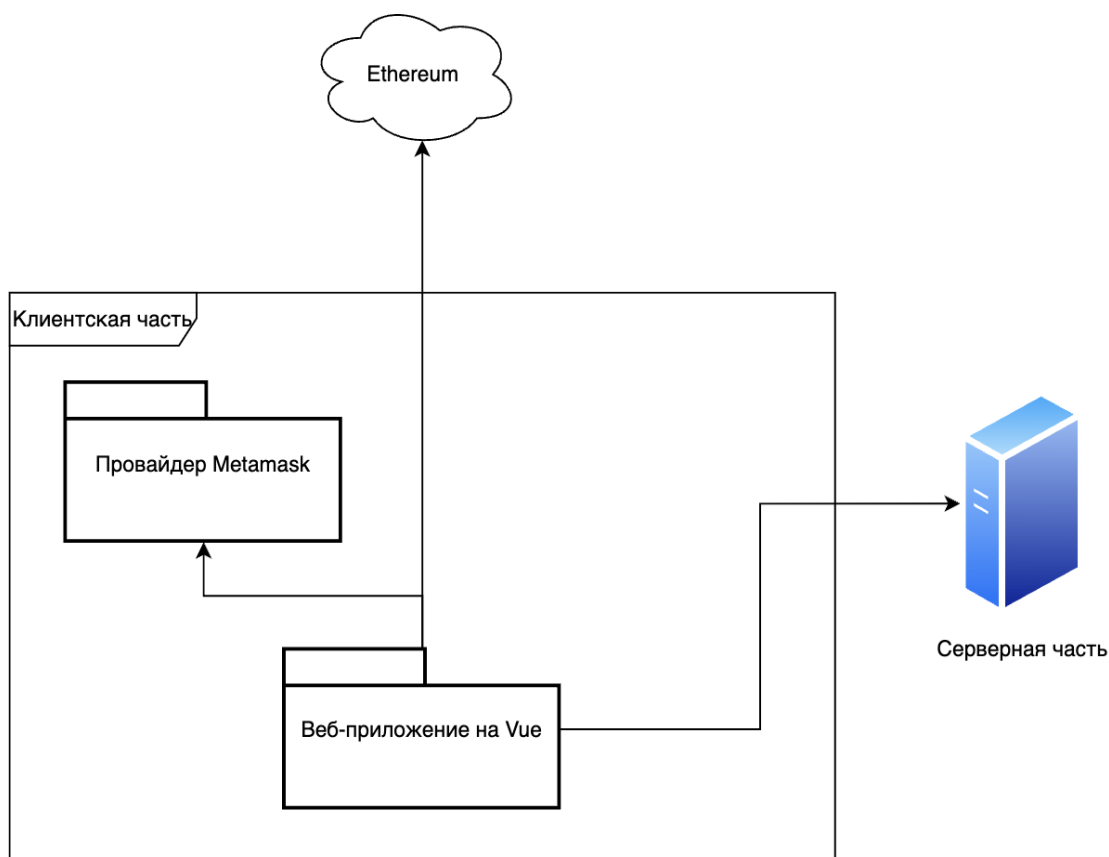 Ethereum
Клиентская часть
Провайдер Metamask
Веб-приложение на Vue
Серверная часть